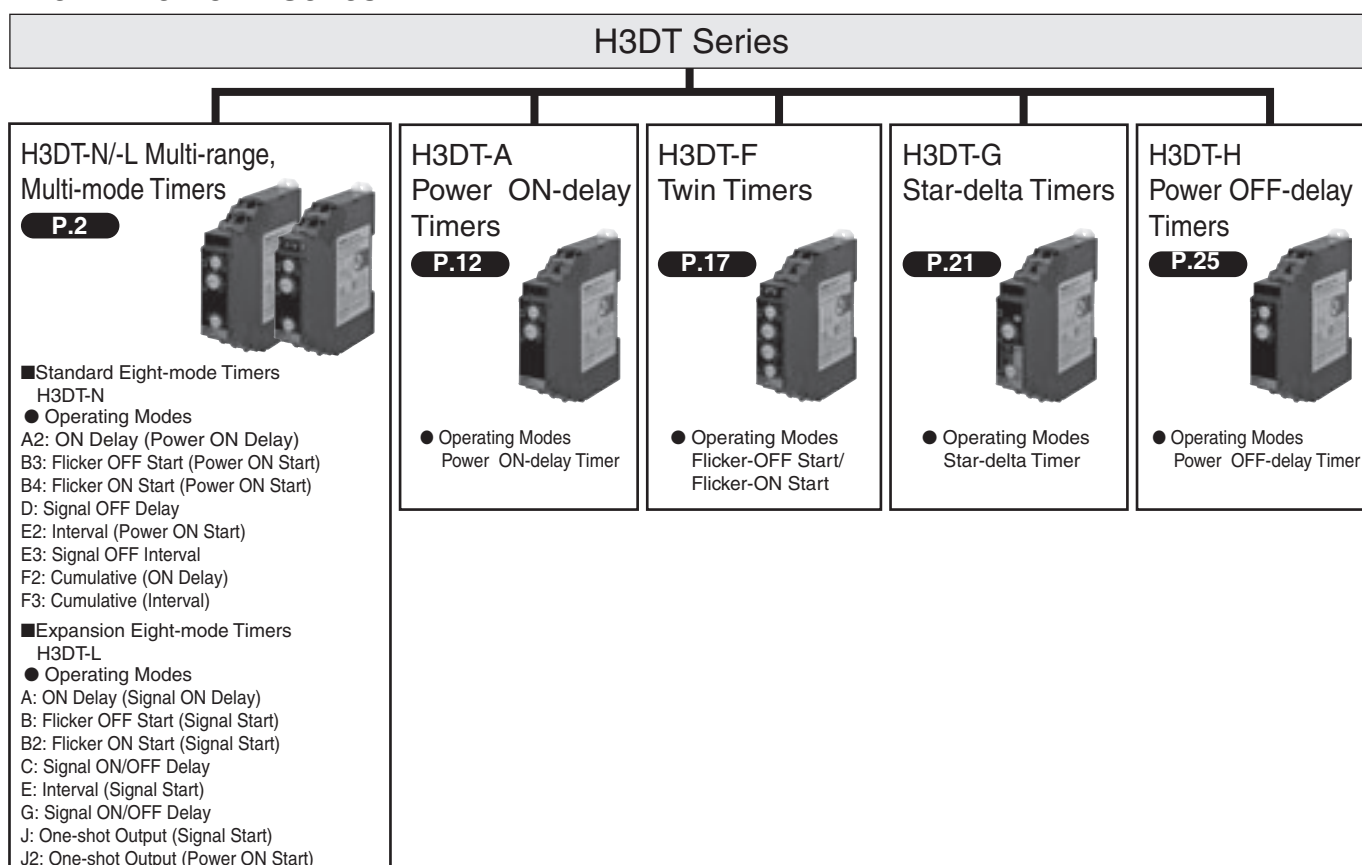 H3DT Series
H3DT-N/-L Multi-range,
Multi-mode Timers
P.2
■Standard Eight-mode Timers
H3DT-N
● Operating Modes
A2: ON Delay (Power ON Delay)
B3: Flicker OFF Start (Power ON Start)
B4: Flicker ON Start (Power ON Start)
D: Signal OFF Delay
E2: Interval (Power ON Start)
E3: Signal OFF Interval
F2: Cumulative (ON Delay)
F3: Cumulative (Interval)
■Expansion Eight-mode Timers
H3DT-L
● Operating Modes
A: ON Delay (Signal ON Delay)
B: Flicker OFF Start (Signal Start)
B2: Flicker ON Start (Signal Start)
C: Signal ON/OFF Delay
E: Interval (Signal Start)
G: Signal ON/OFF Delay
J: One-shot Output (Signal Start)
J2: One-shot Output (Power ON Start)
H3DT-A
Power ON-delay
Timers
P.12
● Operating Modes
Power ON-delay Timer
H3DT-F
Twin Timers
P.17
● Operating Modes
Flicker-OFF Start/
Flicker-ON Start
H3DT-G
Star-delta Timers
P.21
● Operating Modes
Star-delta Timer
H3DT-H
Power OFF-delay
Timers
P.25
● Operating Modes
Power OFF-delay Timer